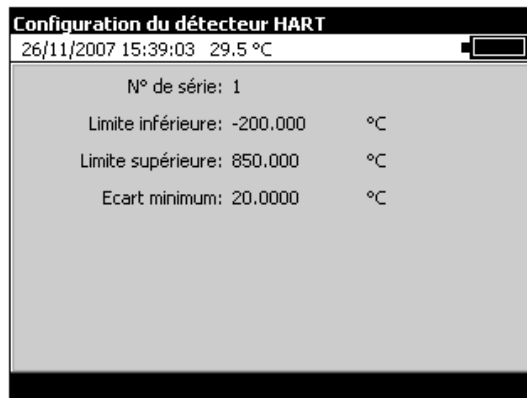 Configuration du détecteur HART
26/11/2007 15:39:03 29.5 °C
N° de série: 1
Limite inférieure: -200.000 °C
Limite supérieure: 850.000 °C
Ecart minimum: 20.0000 °C